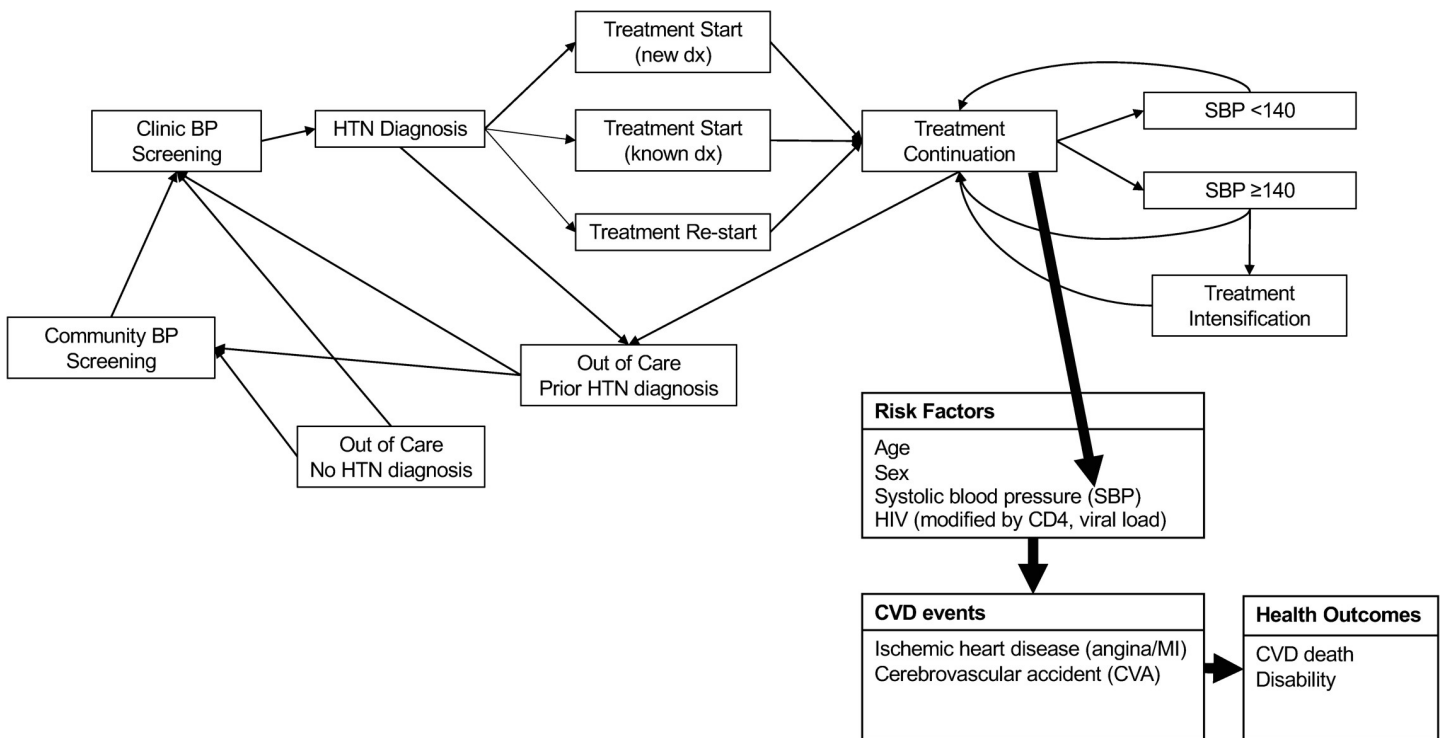 Treatment Start
(new dx)
Clinic BP
Screening
HTN Diagnosis
Treatment Start
(known dx)
Treatment
Continuation
SBP <140
SBP ≥140
Treatment Re-start
Treatment
Intensification
Community BP
Screening
Out of Care
Prior HTN diagnosis
Out of Care
No HTN diagnosis
Risk Factors
Age
Sex
Systolic blood pressure (SBP)
HIV (modified by CD4, viral load)
CVD events
Ischemic heart disease (angina/MI)
Cerebrovascular accident (CVA)
Health Outcomes
CVD death
Disability